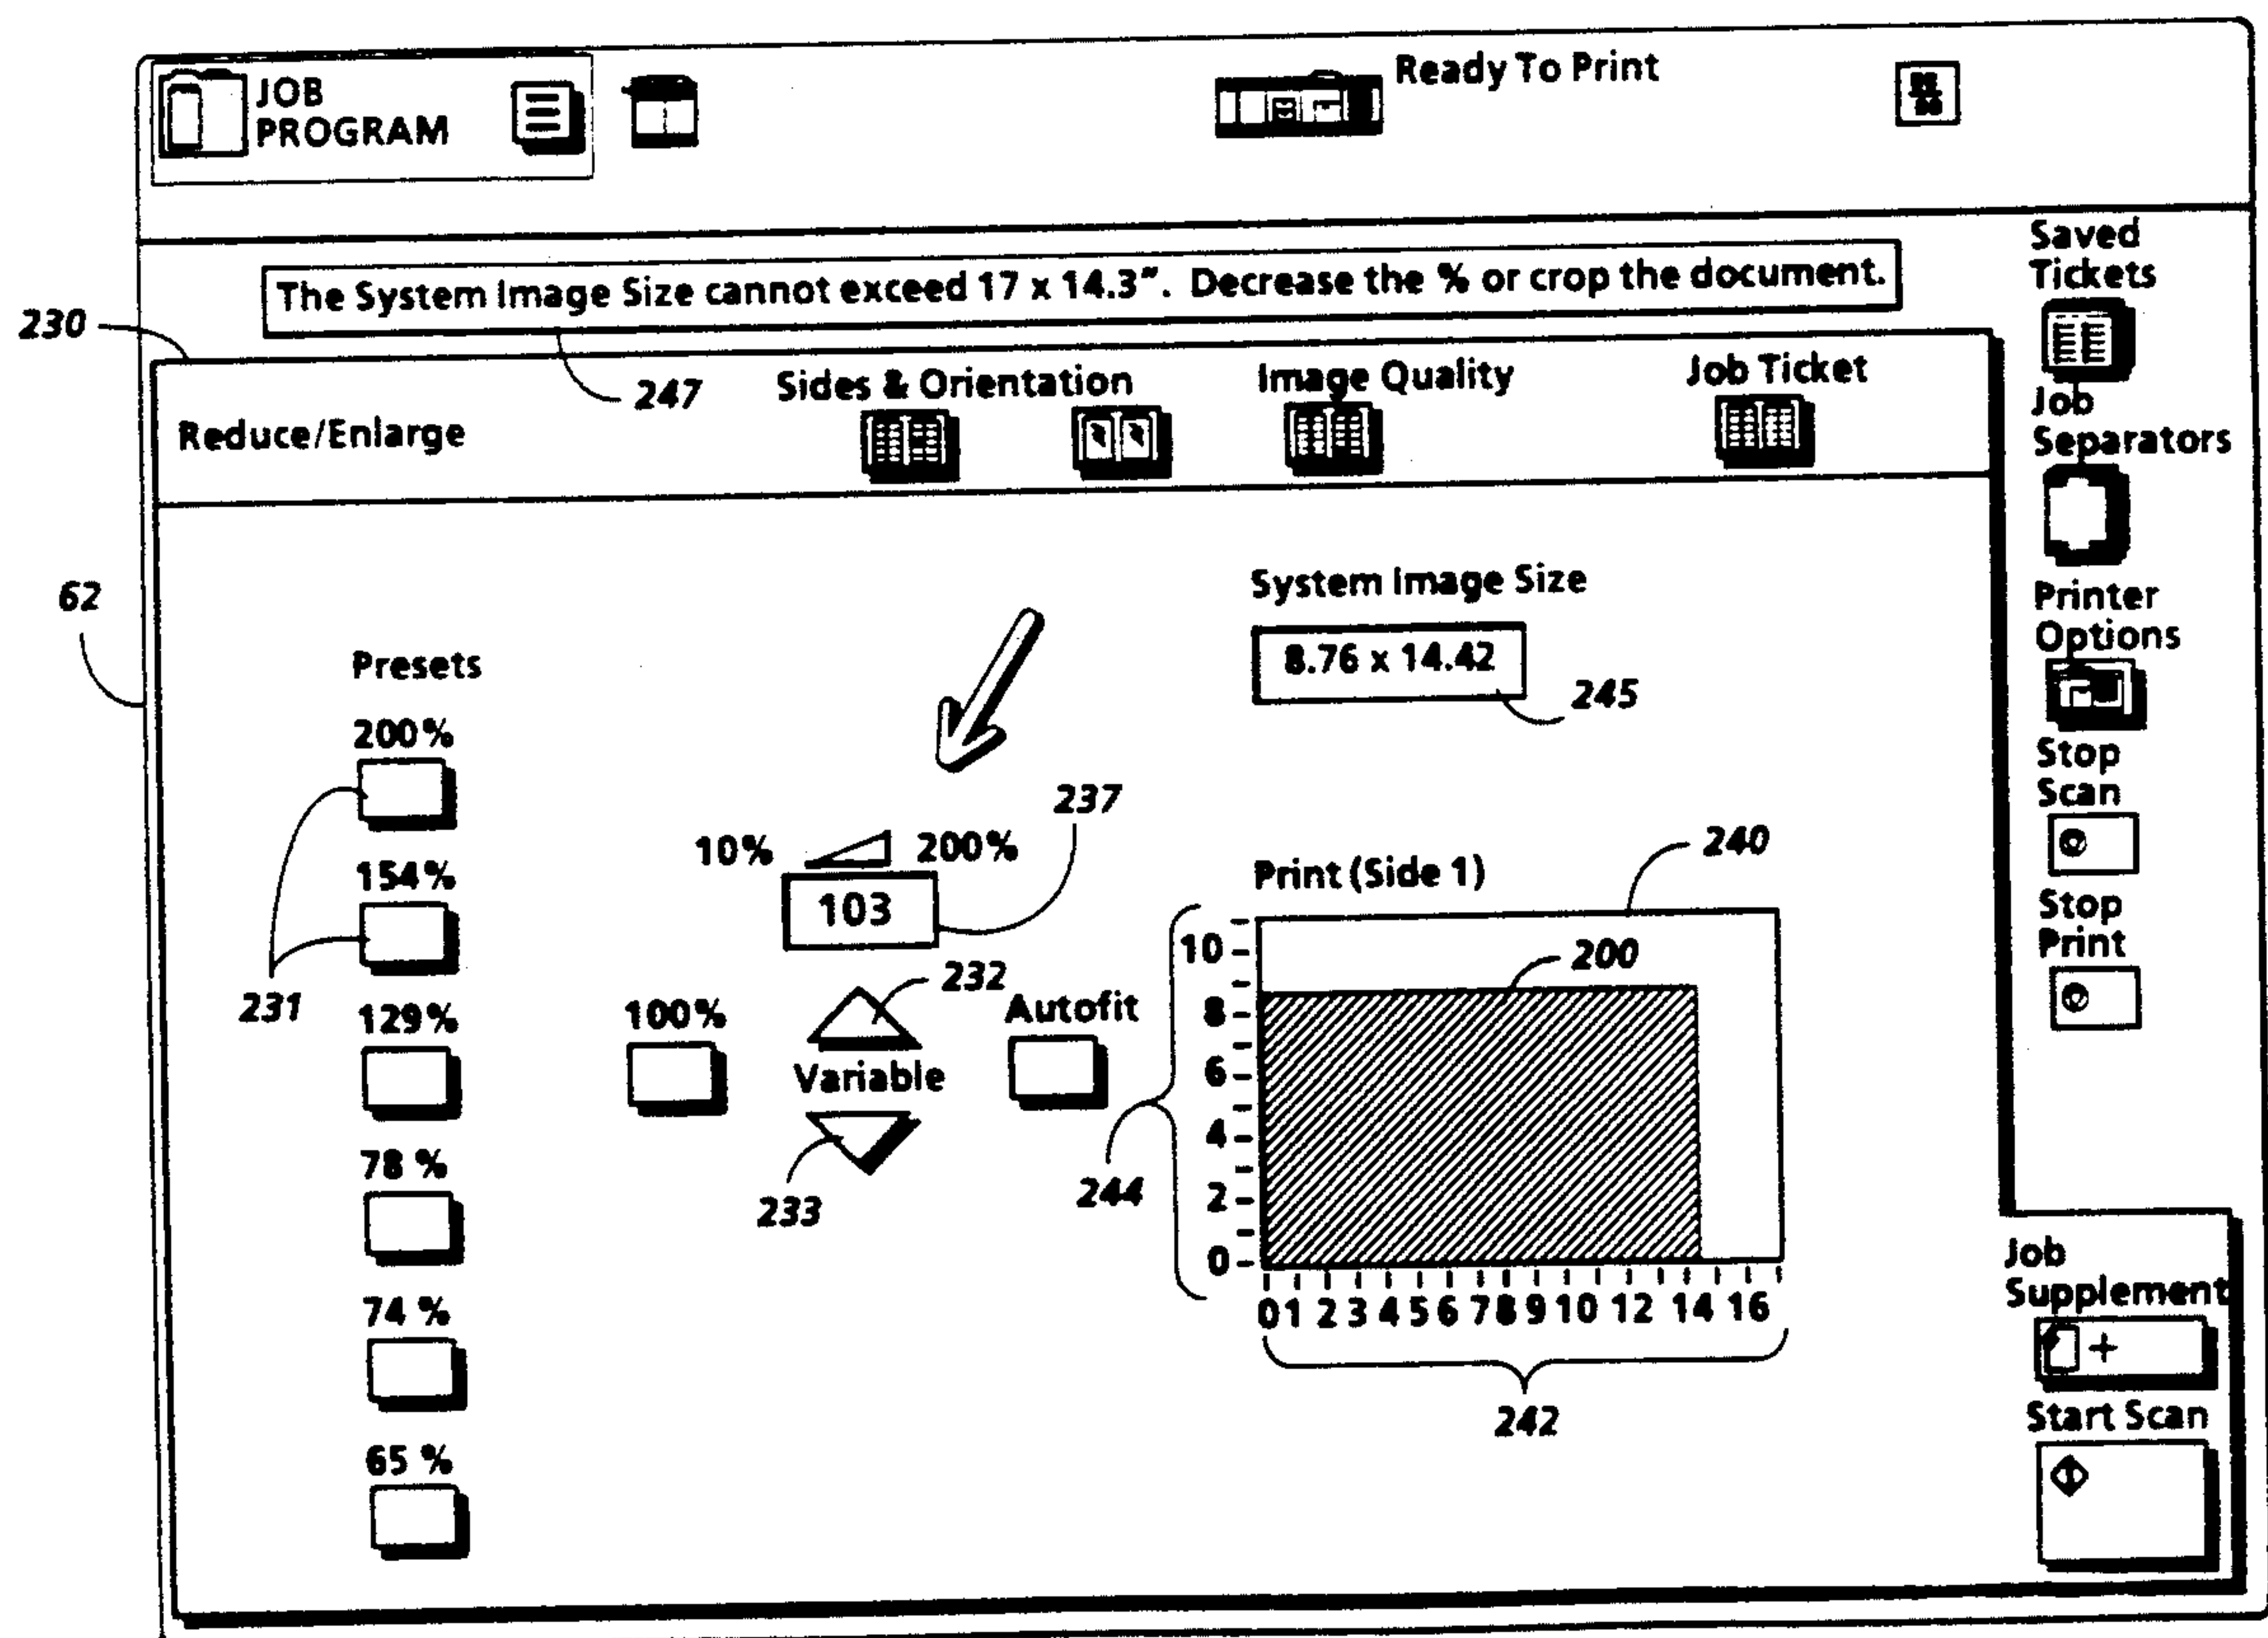 JOB
PROGRAM
Ready To Print
The System Image Size cannot exceed 17 x 14.3". Decrease the % or crop the document.
230
247
Reduce/Enlarge
Sides & Orientation
Image Quality
Job Ticket
Saved
Tickets
Job
Separators
Printer
Options
Stop
Scan
Stop
Print
62
System Image Size
8.76 x 14.42
245
Presets
200%
154%
231
129%
78 %
74 %
65 %
237
10%
200%
103
232
100%
Variable
Autofit
233
Print (Side 1)
240
200
10
8
6
4
2
0
244
0 1 2 3 4 5 6 7 8 9 10 12 14 16
242
Job
Supplement
+
Start Scan